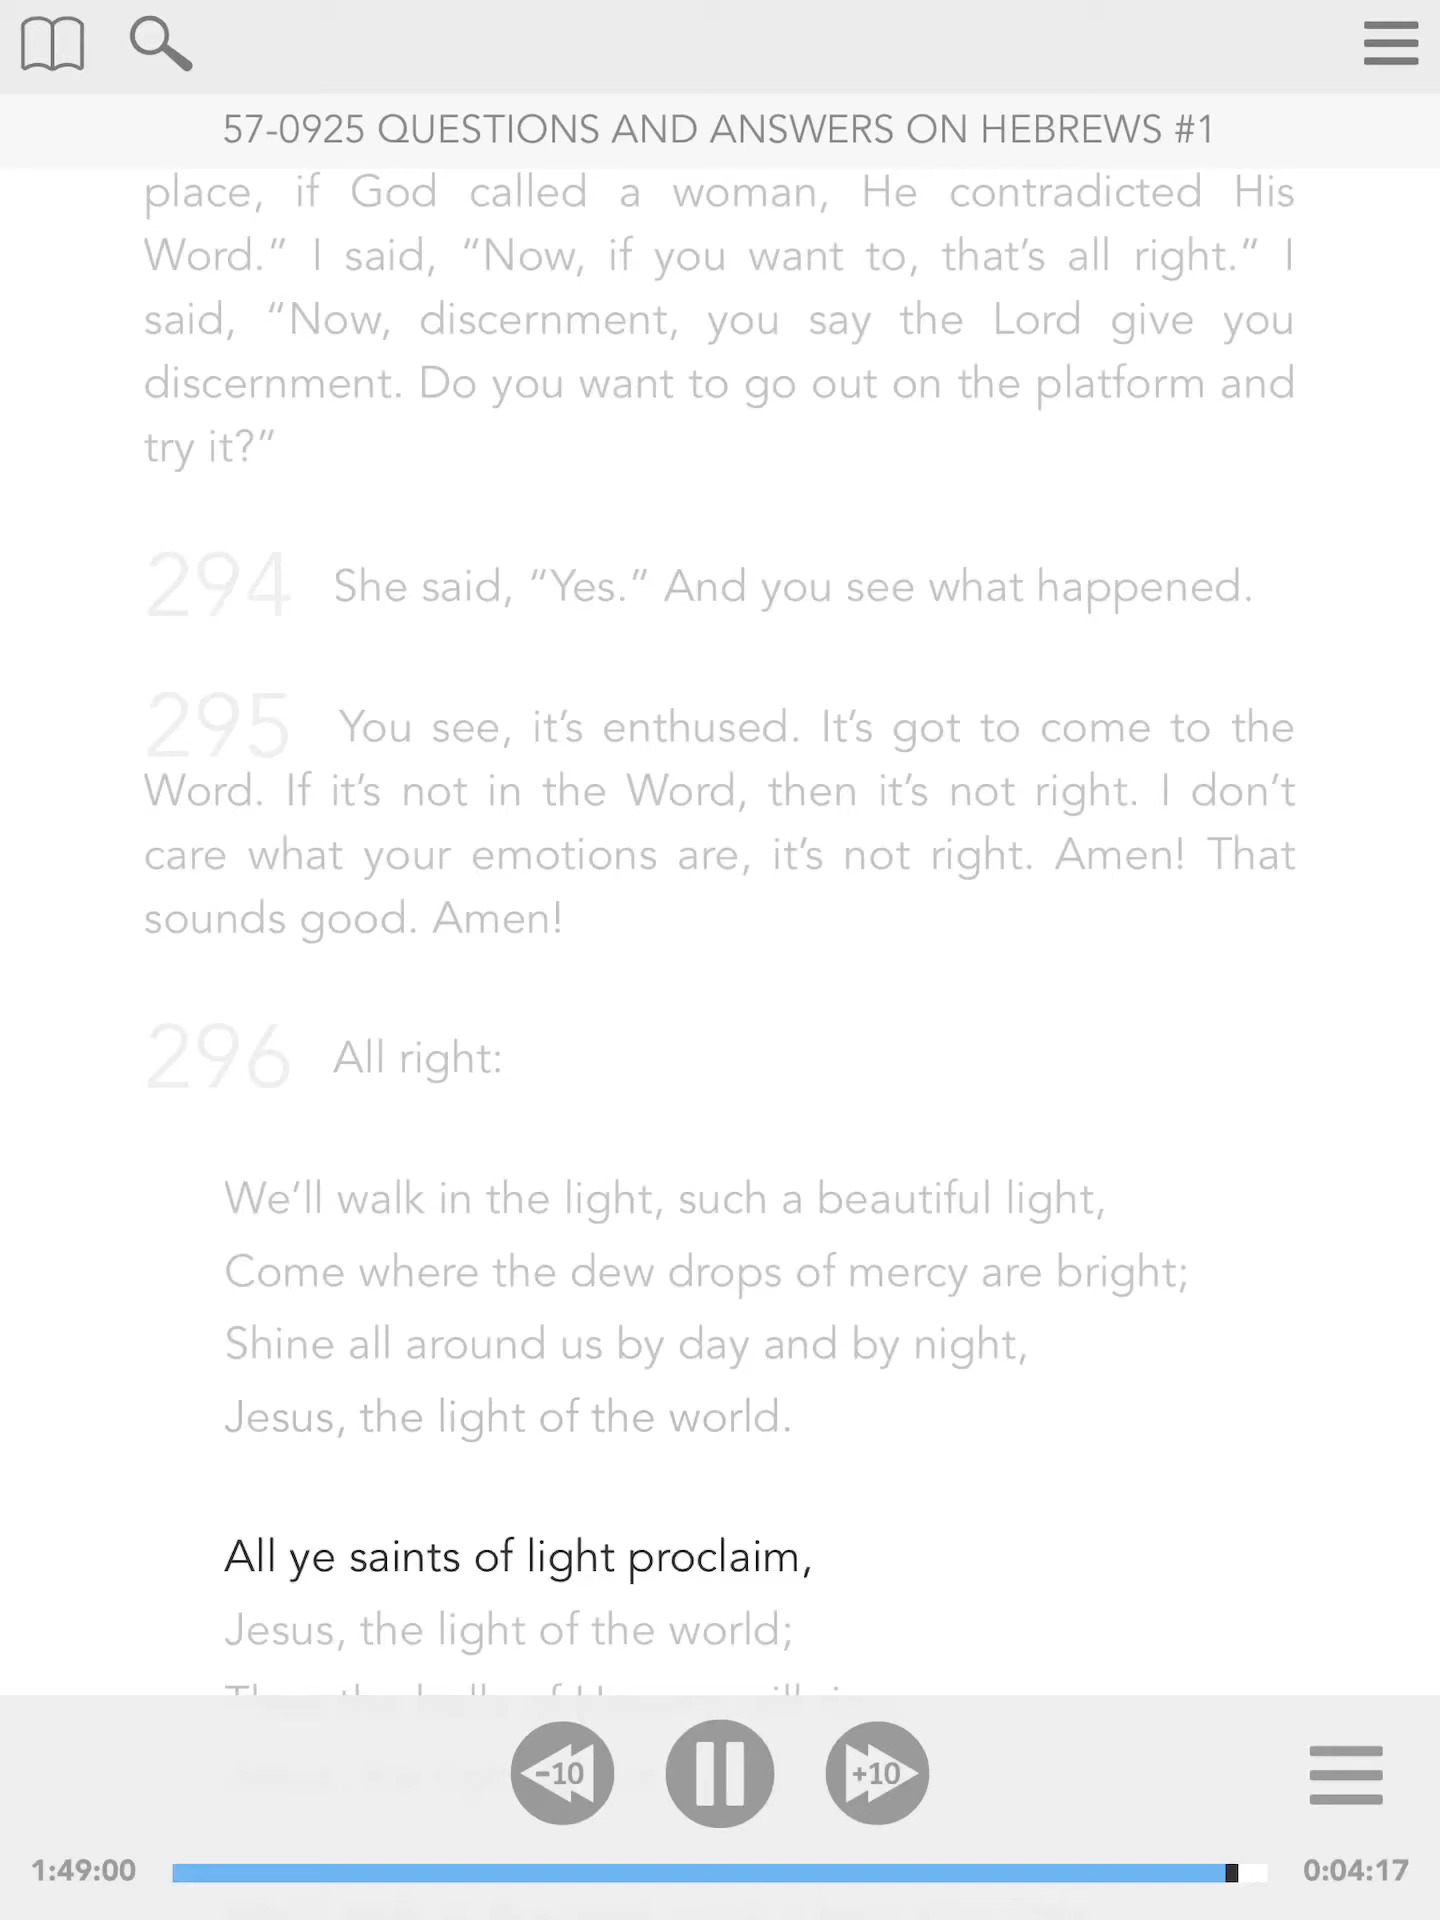 57-0925 QUESTIONS AND ANSWERS ON HEBREWS #1
place, if God called a woman, He contradicted His
Word.” I said, “Now, if you want to, that’s all right.” I
said, “Now, discernment, you say the Lord give you
discernment. Do you want to go out on the platform and
try it?”
294 She said, “Yes.” And you see what happened.
295 You see, it’s enthused. It’s got to come to the
Word. If it’s not in the Word, then it’s not right. I don’t
care what your emotions are, it’s not right. Amen! That
sounds good. Amen!
296 All right:
We’ll walk in the light, such a beautiful light,
Come where the dew drops of mercy are bright;
Shine all around us by day and by night,
Jesus, the light of the world.
All ye saints of light proclaim,
Jesus, the light of the world;
-10 +10
1:49:00 0:04:17